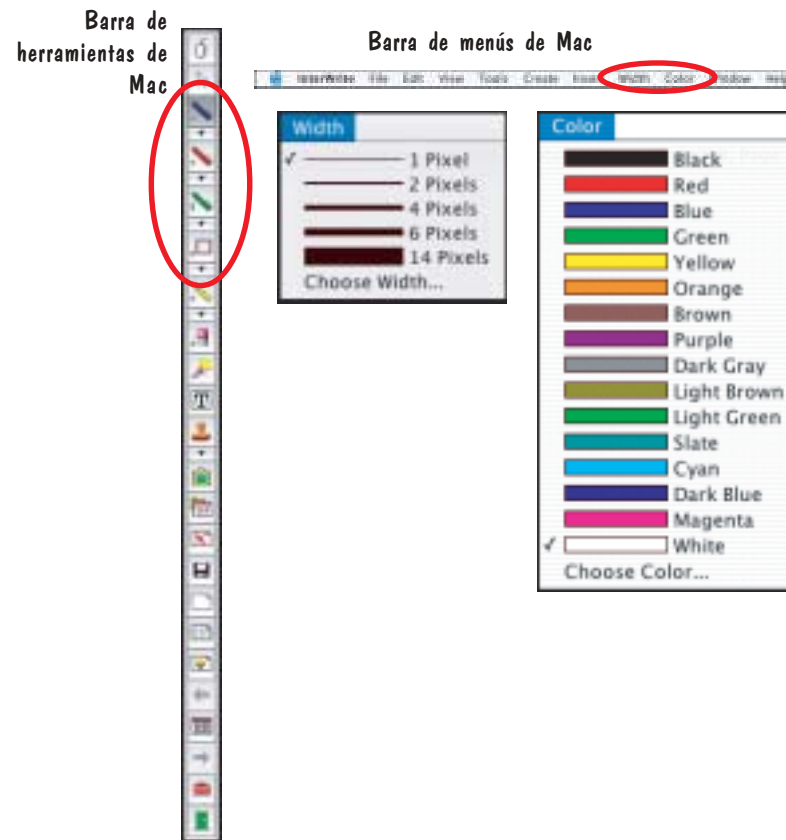 Barra de
herramientas de
Mac
Barra de menús de Mac
File Edit View Tools Create Width Color Window Help
Width
✓ 1 Pixel
2 Pixels
4 Pixels
6 Pixels
14 Pixels
Choose Width...
Color
Black
Red
Blue
Green
Yellow
Orange
Brown
Purple
Dark Gray
Light Brown
Light Green
Slate
Cyan
Dark Blue
Magenta
✓ White
Choose Color...
T